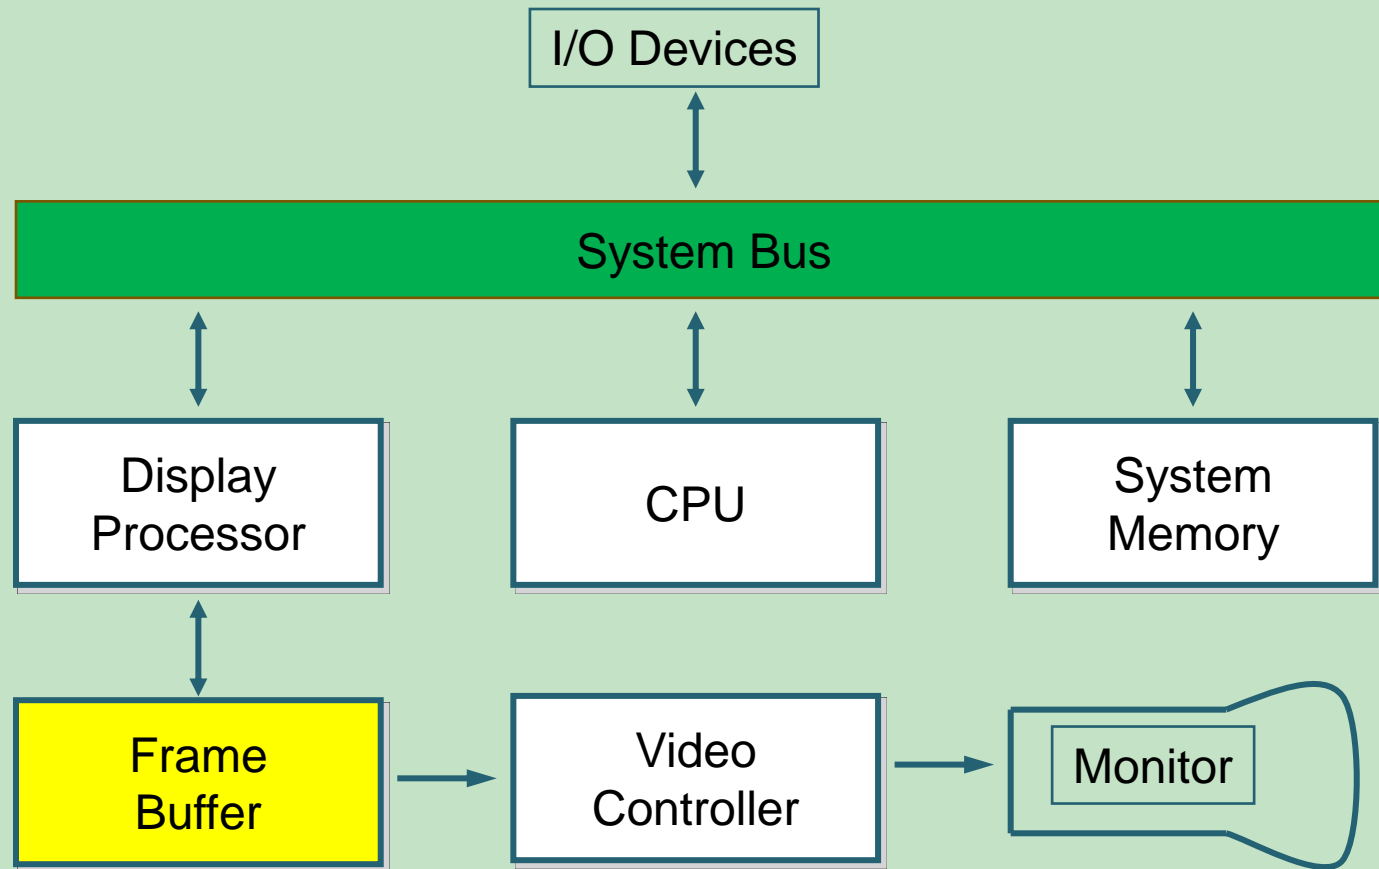 I/O Devices
System Bus
Display
Processor
CPU
System
Memory
Frame
Buffer
Video
Controller
Monitor